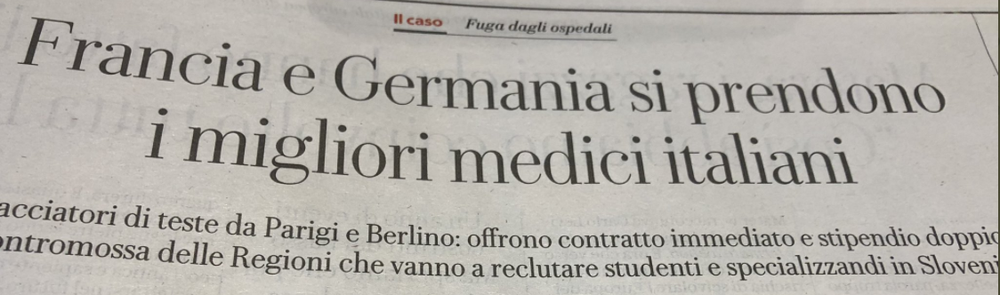 Il caso Fuga dagli ospedali
Francia e Germania si prendono
i migliori medici italiani
acciatori di teste da Parigi e Berlino: offrono contratto immediato e stipendio doppio
ontromossa delle Regioni che vanno a reclutare studenti e specializzandi in Sloveni